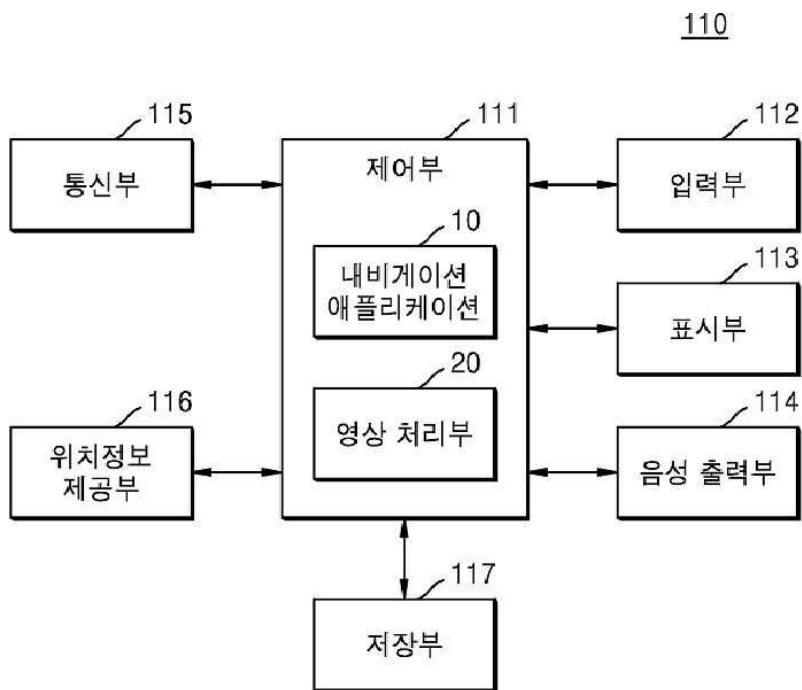 110
115
통신부
111
제어부
112
입력부
10
내비게이션
애플리케이션
113
표시부
20
영상 처리부
116
위치정보
제공부
114
음성 출력부
117
저장부